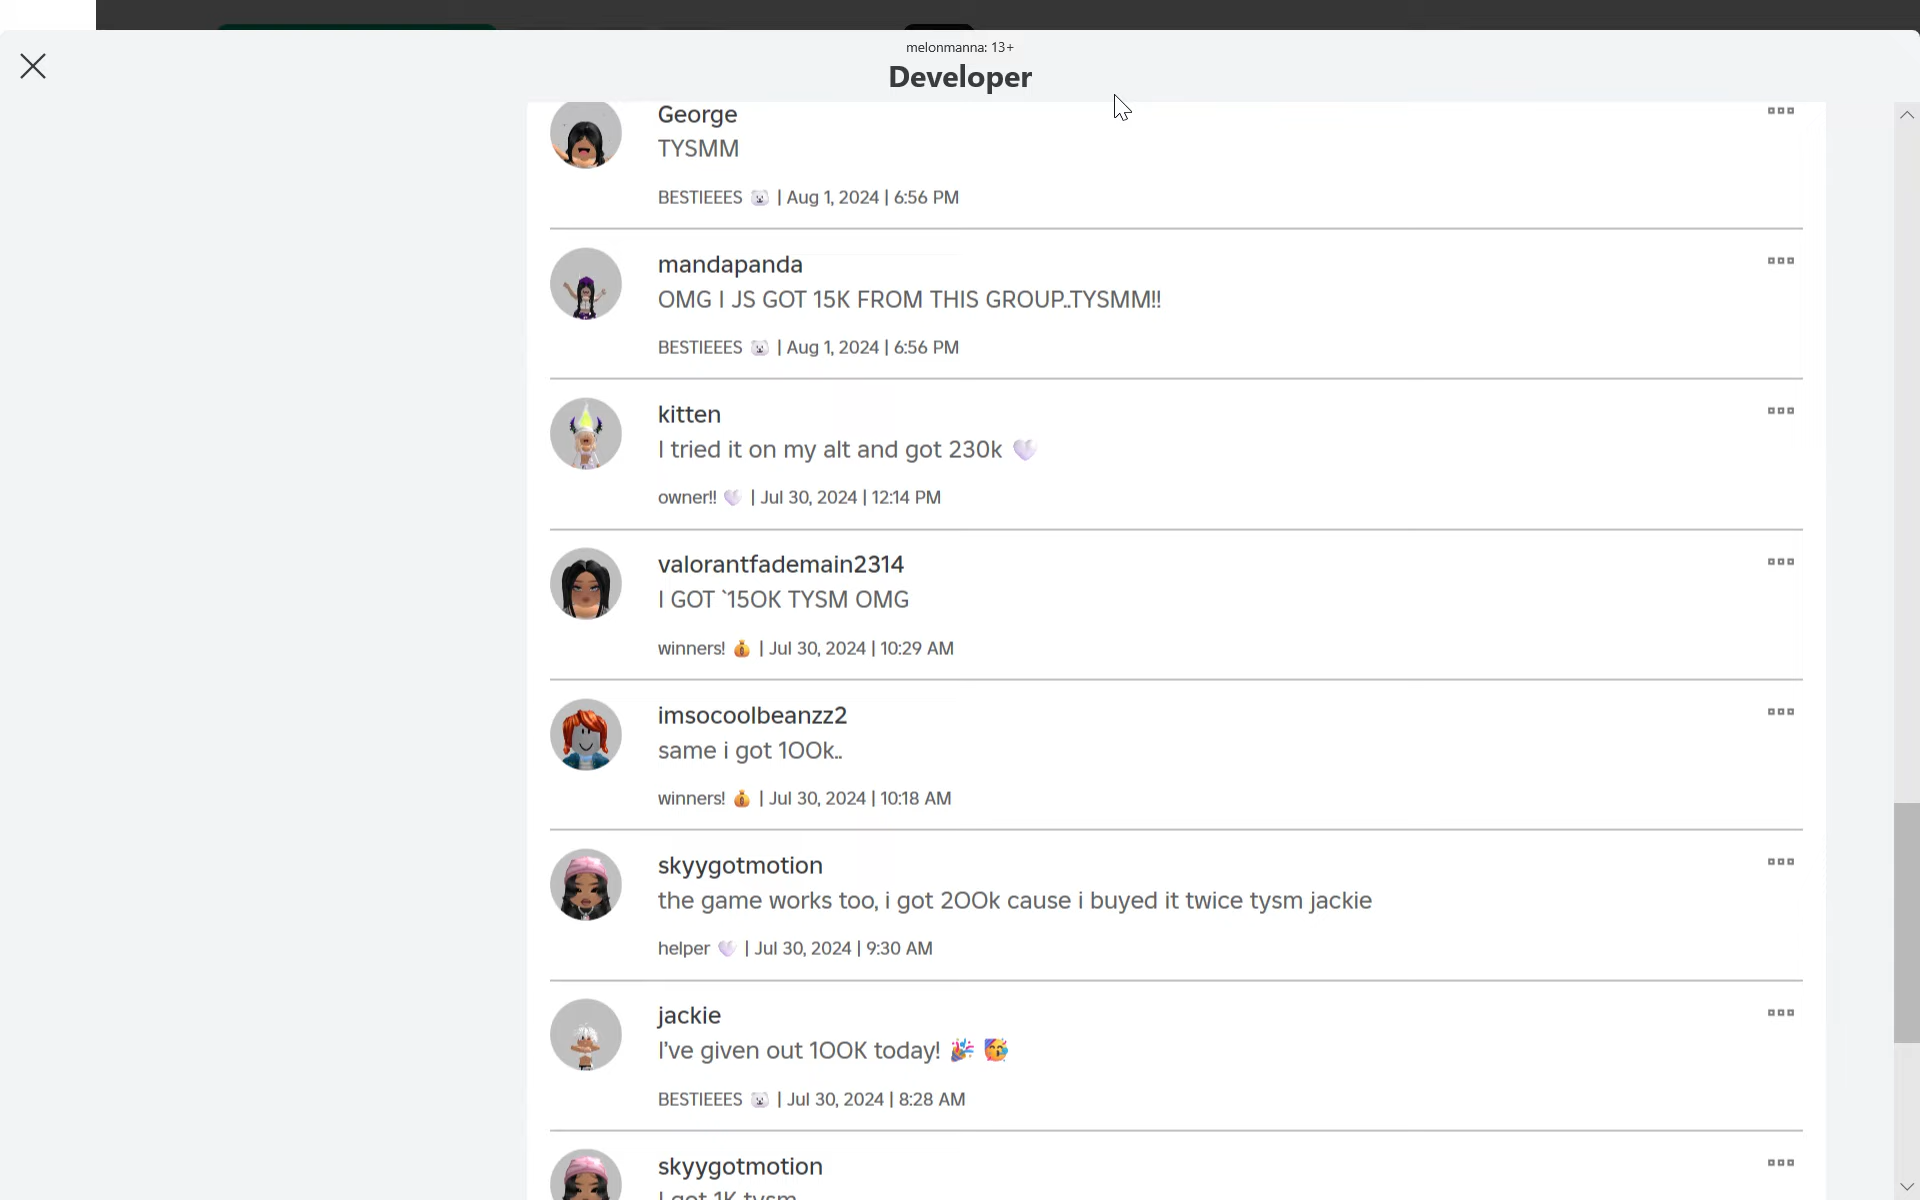 melonmanna: 13+
Developer
George
TYSMM
BESTIEEES 🐻‍❄️ | Aug 1, 2024 | 6:56 PM
mandapanda
OMG I JS GOT 15K FROM THIS GROUP..TYSMM!!
BESTIEEES 🐻‍❄️ | Aug 1, 2024 | 6:56 PM
kitten
I tried it on my alt and got 230k 🤍
owner!! 🤍 | Jul 30, 2024 | 12:14 PM
valorantfademain2314
I GOT `15OK TYSM OMG
winners! 💰 | Jul 30, 2024 | 10:29 AM
imsocoolbeanzz2
same i got 1OOk..
winners! 💰 | Jul 30, 2024 | 10:18 AM
skyygotmotion
the game works too, i got 2OOk cause i buyed it twice tysm jackie
helper 🤍 | Jul 30, 2024 | 9:30 AM
jackie
I've given out 1OOK today! 🎉 🥳
BESTIEEES 🐻‍❄️ | Jul 30, 2024 | 8:28 AM
skyygotmotion
I got 1K tysm